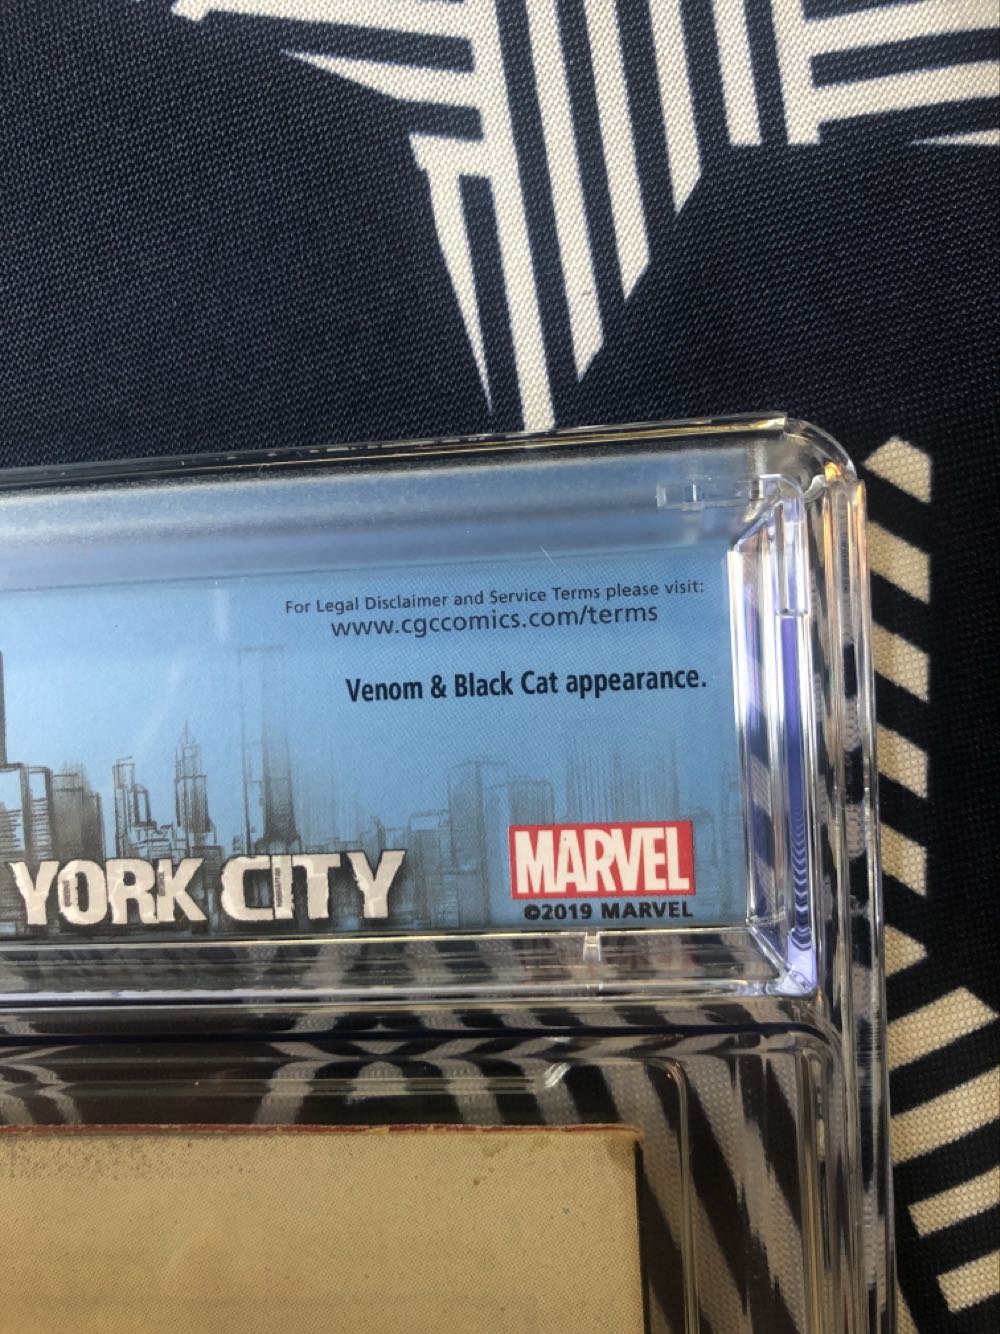 For Legal Disclaimer and Service Terms please visit:
www.cgccomics.com/terms
Venom & Black Cat appearance.
YORK CITY
MARVEL
©2019 MARVEL